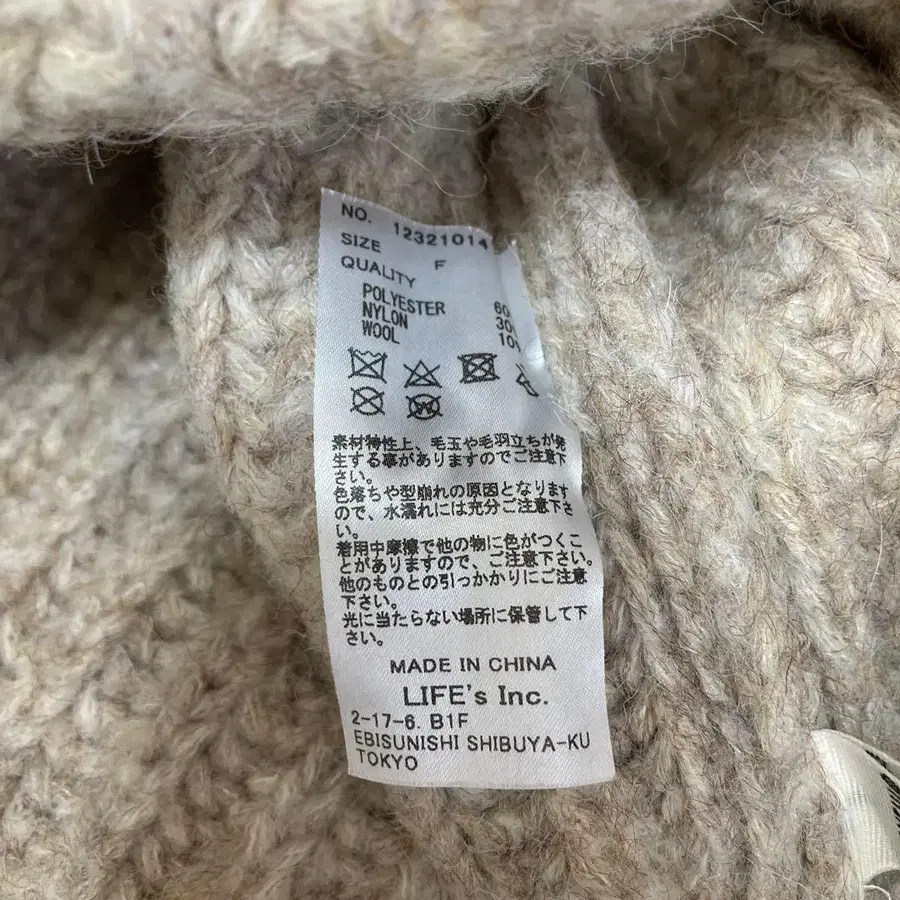 NO. 12321014
SIZE F
QUALITY
POLYESTER 60
NYLON 30
WOOL 10
素材特性上、毛玉や毛羽立ちが発
生する事がありますのでご注意下
さい。
色落ちや型崩れの原因となります
ので、水濡れには充分ご注意下さ
い。
着用中摩擦で他の物に色がつくこ
とがありますので、ご注意下さい。
他のものとの引っかかりにご注意
下さい。
光に当たらない場所に保管して下
さい。
MADE IN CHINA
LIFE's Inc.
2-17-6. B1F
EBISUNISHI SHIBUYA-KU
TOKYO